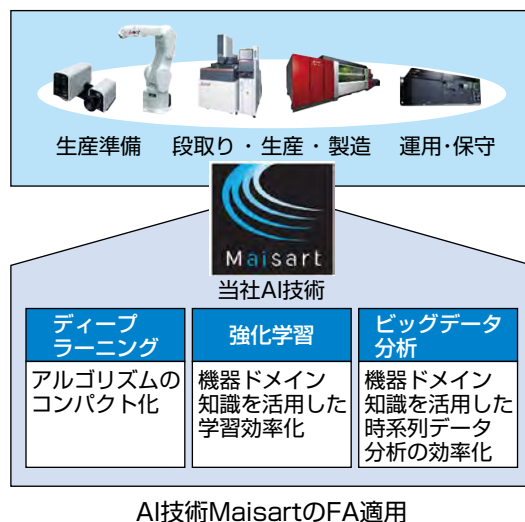 生産準備 段取り・生産・製造 運用・保守
Maisart
当社AI技術
ディープ
ラーニング
アルゴリズムの
コンパクト化
強化学習
機器ドメイン
知識を活用した
学習効率化
ビッグデータ
分析
機器ドメイン
知識を活用した
時系列データ
分析の効率化
AI技術MaisartのFA適用